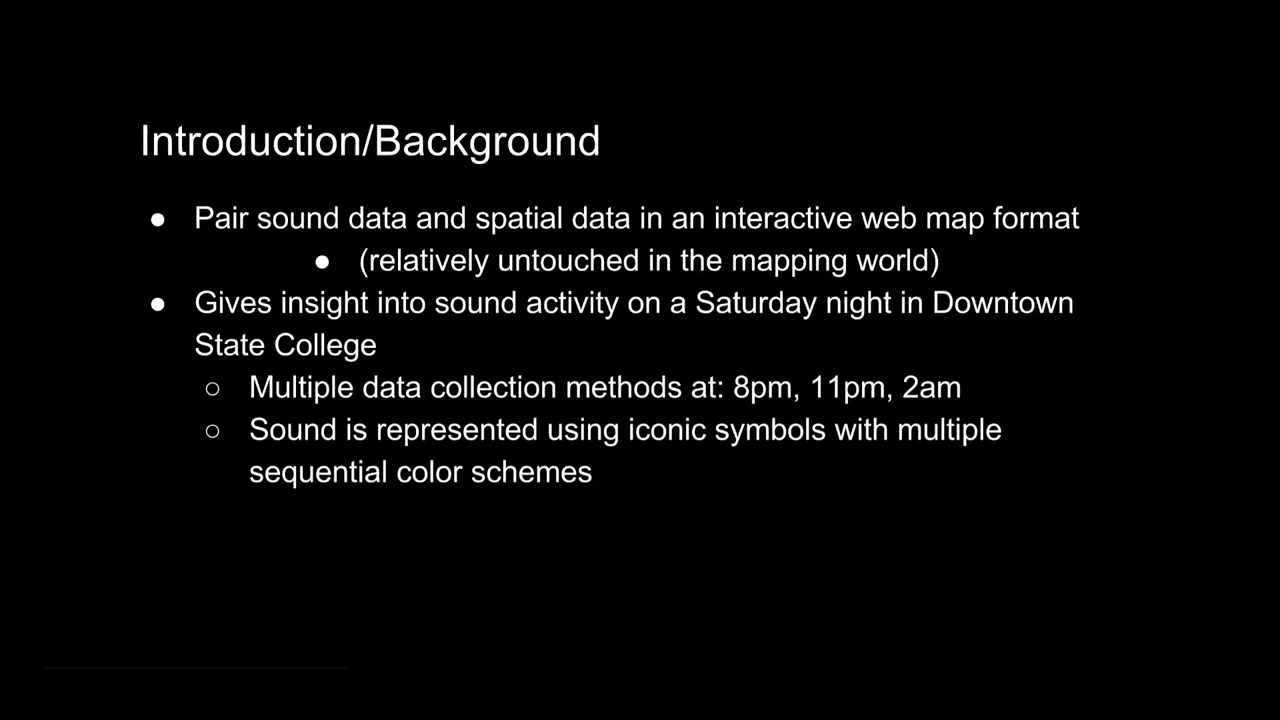 Introduction/Background
● Pair sound data and spatial data in an interactive web map format
● (relatively untouched in the mapping world)
● Gives insight into sound activity on a Saturday night in Downtown
State College
○ Multiple data collection methods at: 8pm, 11pm, 2am
○ Sound is represented using iconic symbols with multiple
sequential color schemes